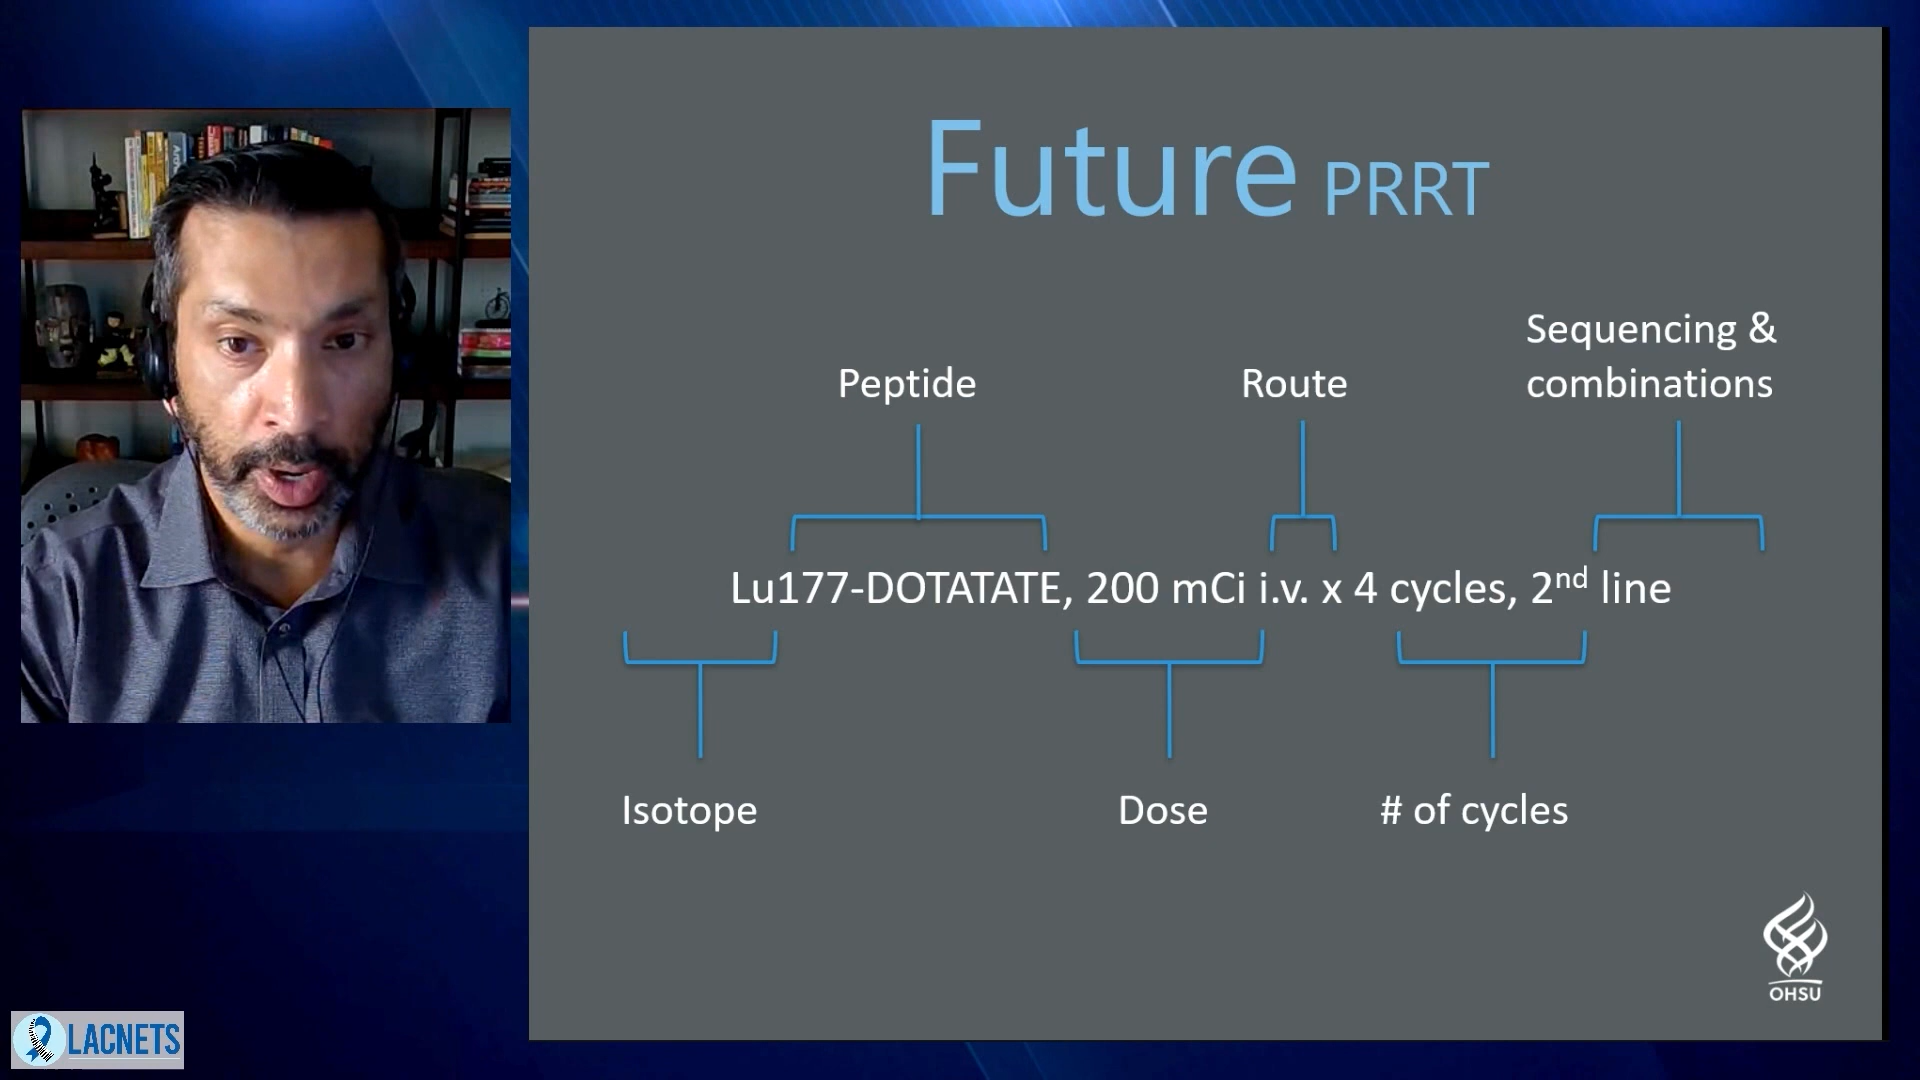 Future PRRT
Sequencing &
Peptide Route combinations
Lu177-DOTATATE, 200 mCi i.v. x 4 cycles, 2nd line
Isotope Dose # of cycles
OHSU
LACNETS